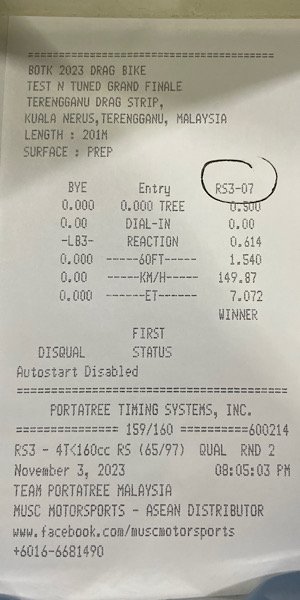 ==========================================
BOTK 2023 DRAG BIKE
TEST N TUNED GRAND FINALE
TERENGGANU DRAG STRIP,
KUALA NERUS,TERENGGANU, MALAYSIA
LENGTH : 201M
SURFACE : PREP
BYE Entry RS3-07
0.000 0.000 TREE 0.500
0.00 DIAL-IN 0.00
-LB3- REACTION 0.614
0.000 -----60FT----- 1.540
0.00 -----KM/H----- 149.87
0.000 ------ET------ 7.072
WINNER
FIRST
DISQUAL STATUS
Autostart Disabled
==========================================
PORTATREE TIMING SYSTEMS, INC.
=============== 159/160 ==========600214
RS3 - 4T<160cc RS (65/97) QUAL RND 2
November 3, 2023 08:05:03 PM
TEAM PORTATREE MALAYSIA
MUSC MOTORSPORTS - ASEAN DISTRIBUTOR
www.facebook.com/muscmotorsports
+6016-6681490